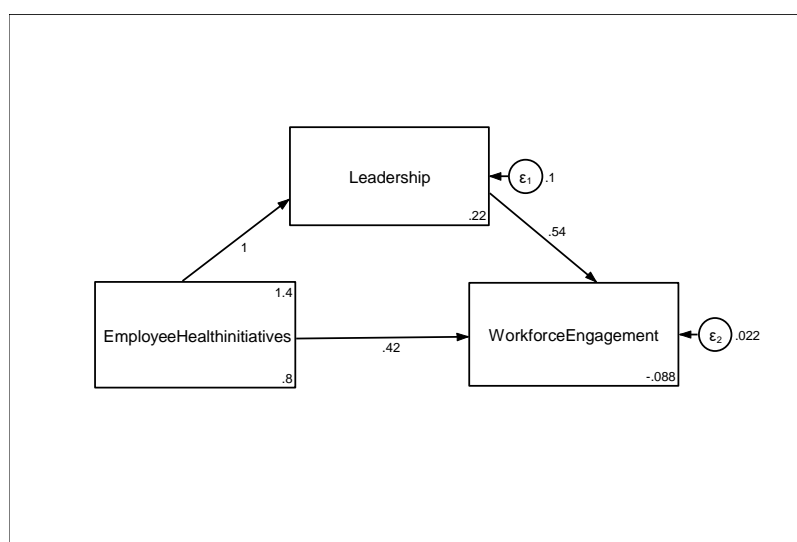 Leadership
.22
ε1
.1
1
.54
1.4
EmployeeHealthinitiatives
.8
.42
WorkforceEngagement
-.088
ε2
.022